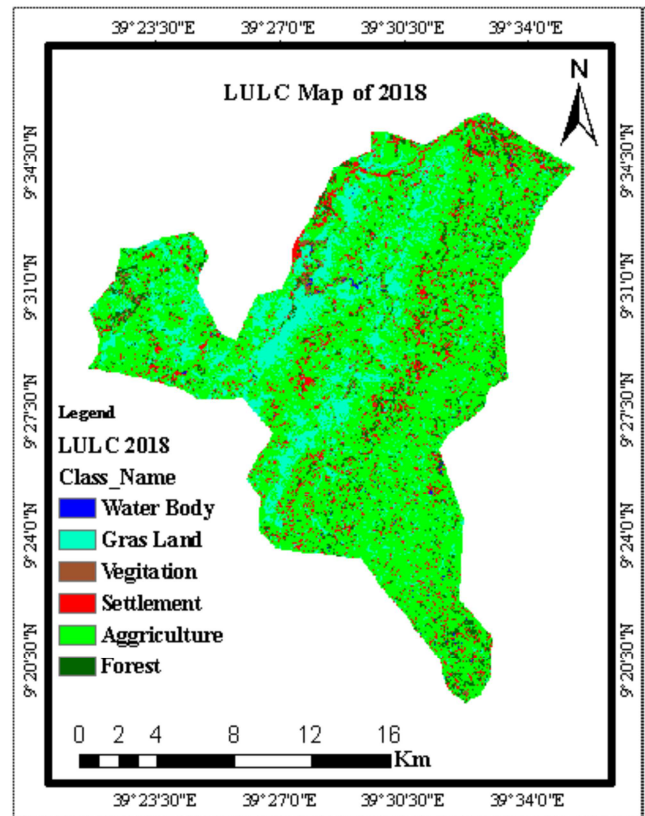 39°23'30"E 39°27'0"E 39°30'30"E 39°34'0"E
LULC Map of 2018
N
9°34'30"N 9°34'30"N
9°31'0"N 9°31'0"N
9°27'30"N 9°27'30"N
Legend
LULC 2018
Class_Name
Water Body
Gras Land
9°24'0"N 9°24'0"N
Vegitation
Settlement
Aggriculture
9°20'30"N 9°20'30"N
Forest
0 2 4 8 12 16
Km
39°23'30"E 39°27'0"E 39°30'30"E 39°34'0"E